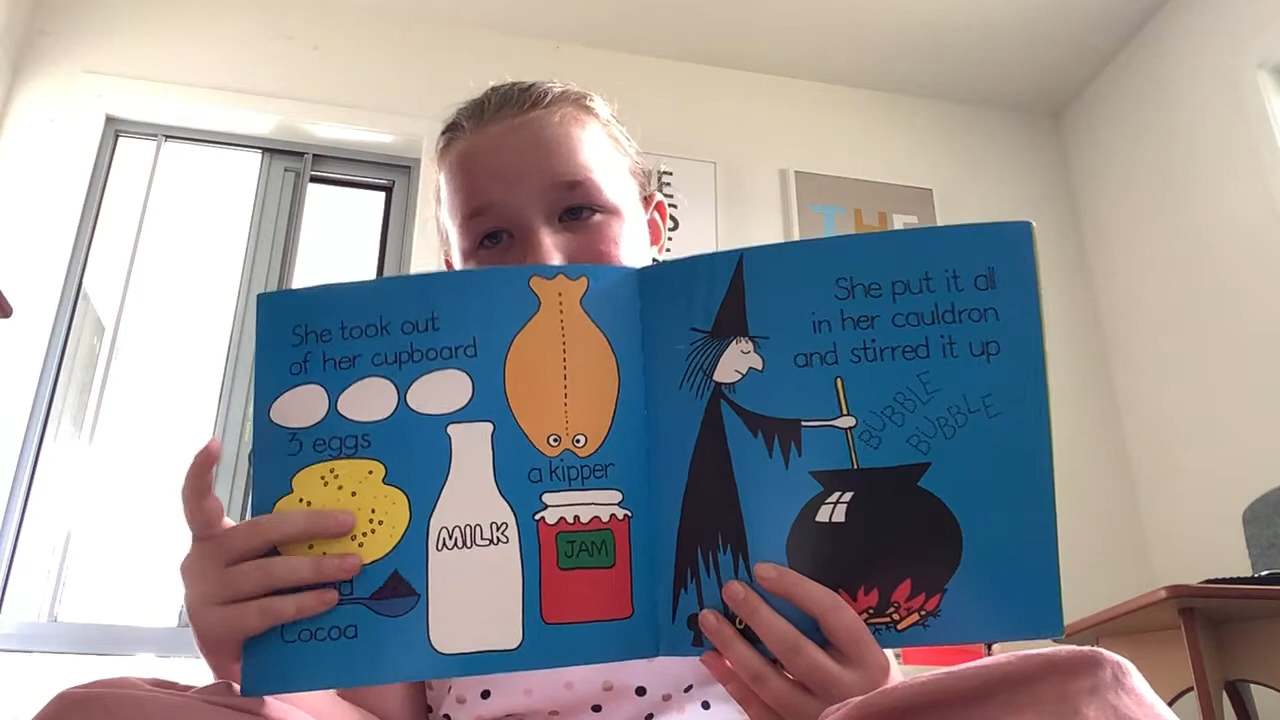 She took out
of her cupboard
3 eggs
a kipper
MILK
JAM
Cocoa
She put it all
in her cauldron
and stirred it up
BUBBLE
BUBBLE
THE
E
S